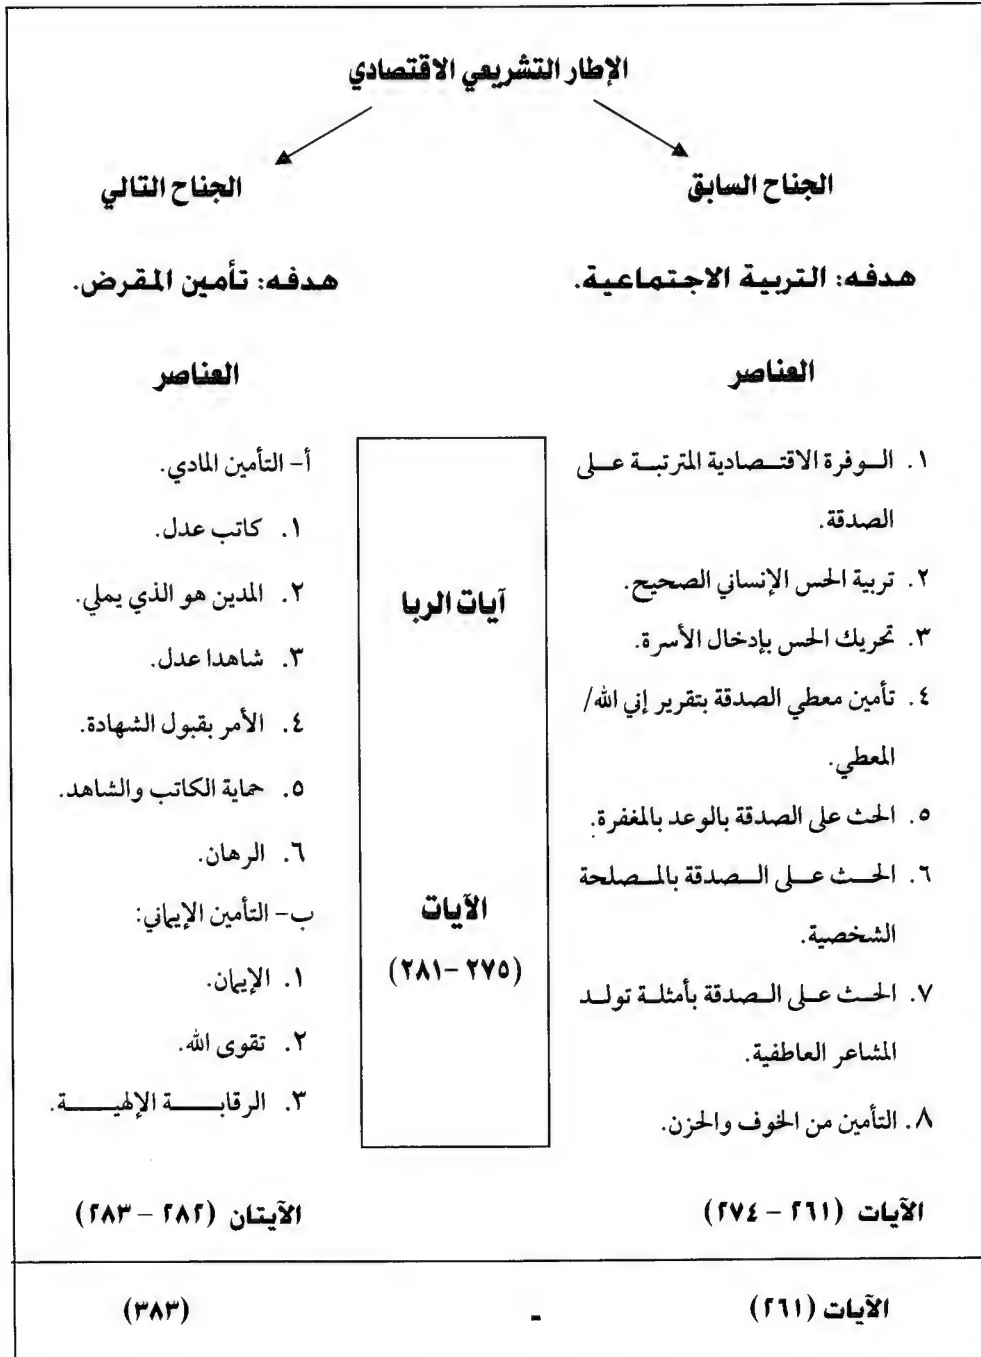 الإطار التشريعي الاقتصادي
الجناح السابق
هدفه: التربية الاجتماعية.
العناصر
١. الوفرة الاقتصادية المترتبة على
الصدقة.
٢. تربية الحس الإنساني الصحيح.
٣. تحريك الحس بإدخال الأسرة.
٤. تأمين معطي الصدقة بتقرير إني الله/
المعطي.
٥. الحث على الصدقة بالوعد بالمغفرة.
٦. الحث على الصدقة بالمصلحة
الشخصية.
٧. الحث على الصدقة بأمثلة تولد
المشاعر العاطفية.
٨. التأمين من الخوف والحزن.
الآيات (٢٦١ – ٢٧٤)
آيات الربا
الآيات
(٢٧٥ –٢٨١)
الجناح التالي
هدفه: تأمين المقرض.
العناصر
أ– التأمين المادي.
١. كاتب عدل.
٢. المدين هو الذي يملي.
٣. شاهدا عدل.
٤. الأمر بقبول الشهادة.
٥. حماية الكاتب والشاهد.
٦. الرهان.
ب– التأمين الإيماني:
١. الإيمان.
٢. تقوى الله.
٣. الرقابة الإلهية.
الآيتان (٢٨٢ – ٢٨٣)
الآيات (٢٦١) - (٣٨٣)